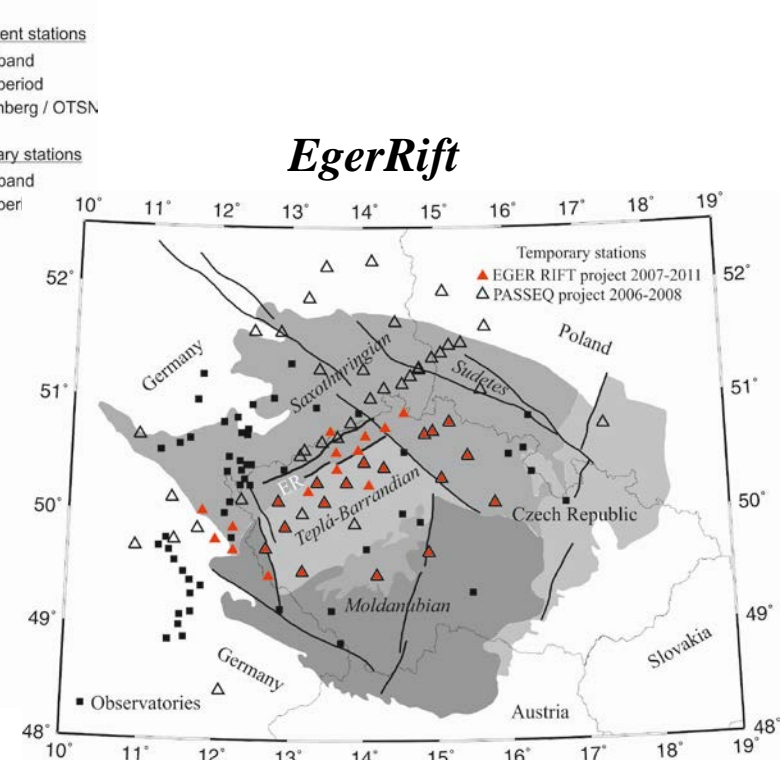 ent stations
band
period
nberg / OTSN
ary stations
band
peri
EgerRift
10° 11° 12° 13° 14° 15° 16° 17° 18° 19°
Temporary stations
EGER RIFT project 2007-2011
PASSEQ project 2006-2008
52° 52°
Germany
Poland
Saxothuringian
Sudetes
51° 51°
ER
Teplá-Barrandian
50° 50°
Czech Republic
Moldanubian
49° 49°
Slovakia
Germany
Observatories
Austria
48° 48°
10° 11° 12° 13° 14° 15° 16° 17° 18° 19°